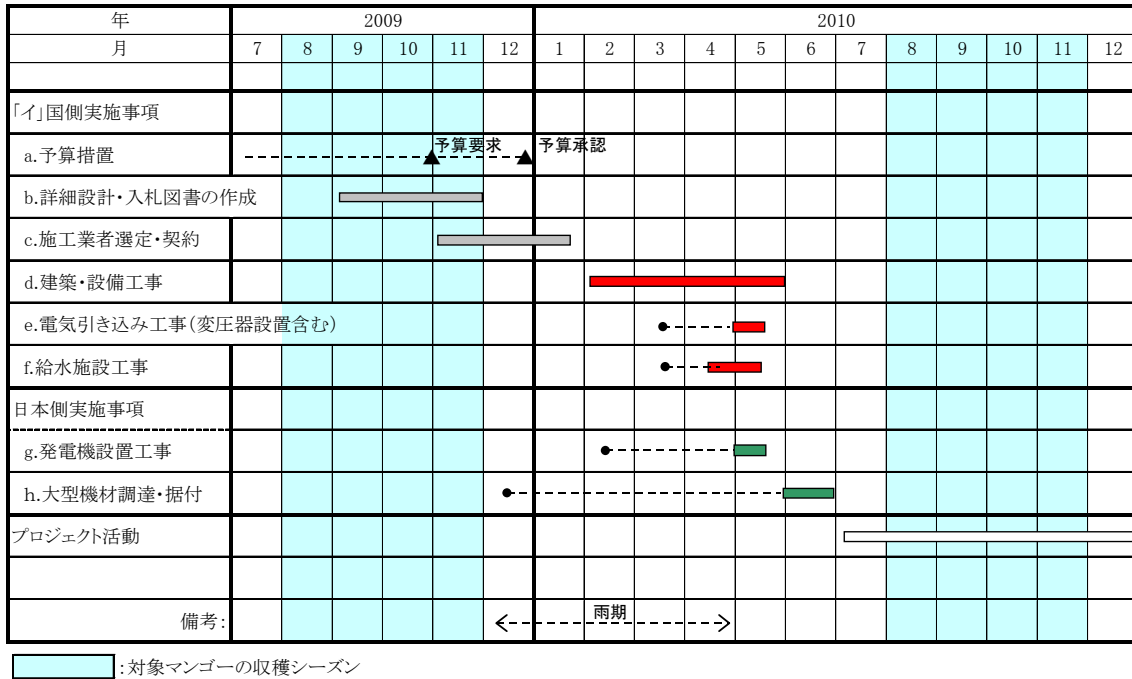 年 2009 2010
月 7 8 9 10 11 12 1 2 3 4 5 6 7 8 9 10 11 12
「イ」国側実施事項
a.予算措置 予算要求 予算承認
b.詳細設計・入札図書の作成
c.施工業者選定・契約
d.建築・設備工事
e.電気引き込み工事(変圧器設置含む)
f.給水施設工事
日本側実施事項
g.発電機設置工事
h.大型機材調達・据付
プロジェクト活動
備考: 雨期
:対象マンゴーの収穫シーズン